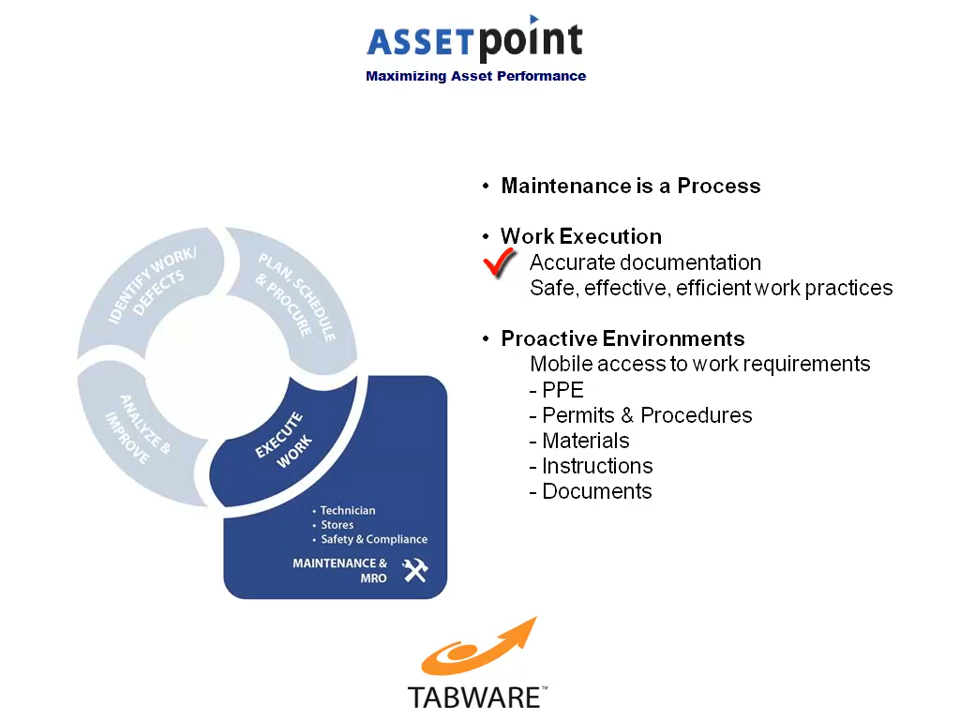 ASSETpoint
Maximizing Asset Performance
• Maintenance is a Process
• Work Execution
Accurate documentation
Safe, effective, efficient work practices
• Proactive Environments
Mobile access to work requirements
- PPE
- Permits & Procedures
- Materials
- Instructions
- Documents
IDENTIFY WORK/
DEFECTS
PLAN, SCHEDULE
& PROCURE
ANALYZE &
IMPROVE
EXECUTE
WORK
• Technician
• Stores
• Safety & Compliance
MAINTENANCE &
MRO
TABWARE™